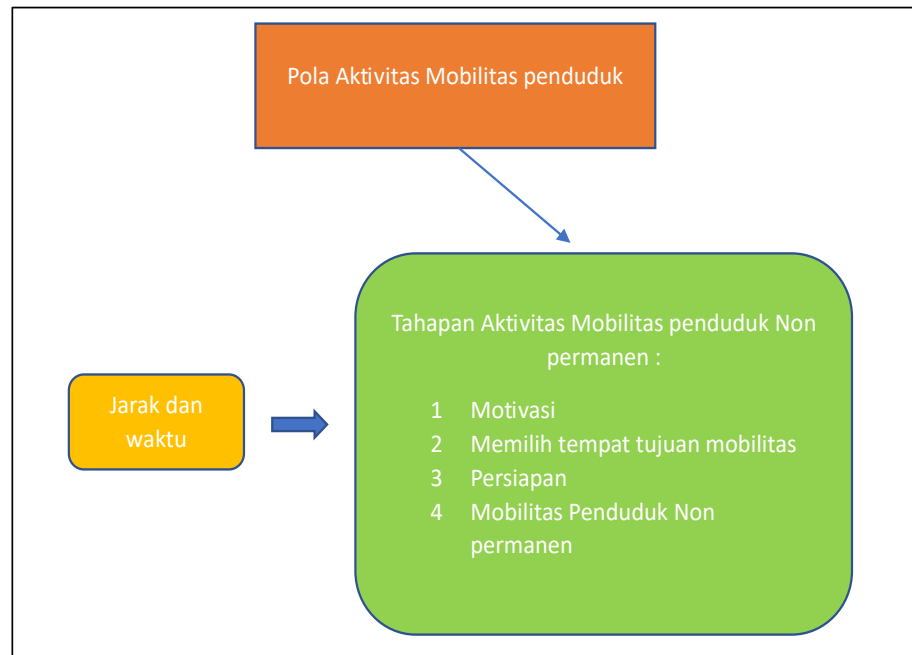 Pola Aktivitas Mobilitas penduduk
Tahapan Aktivitas Mobilitas penduduk Non
permanen :
Jarak dan
waktu
1 Motivasi
2 Memilih tempat tujuan mobilitas
3 Persiapan
4 Mobilitas Penduduk Non
permanen